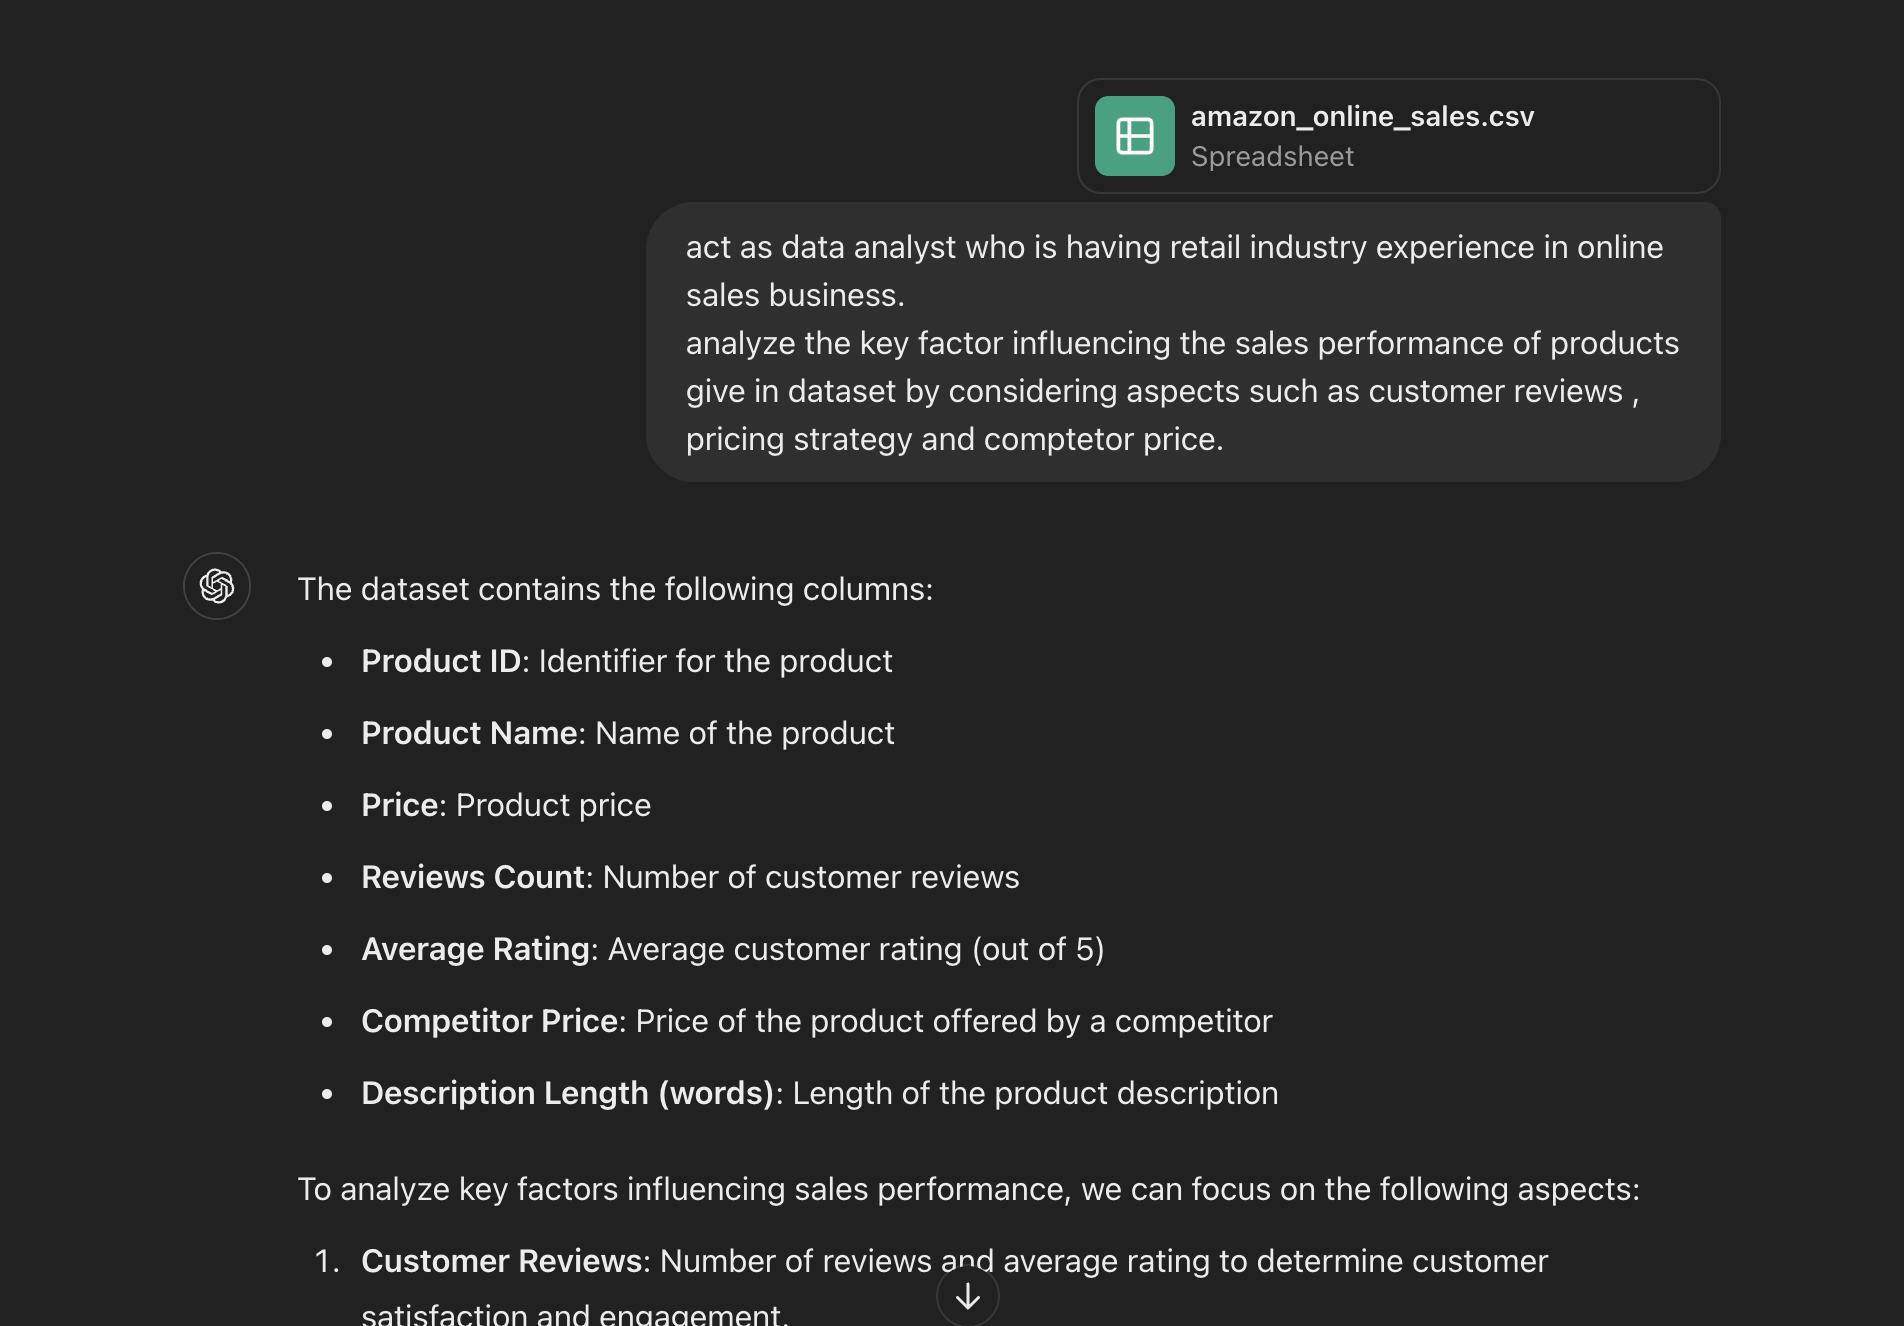 amazon_online_sales.csv
Spreadsheet
act as data analyst who is having retail industry experience in online
sales business.
analyze the key factor influencing the sales performance of products
give in dataset by considering aspects such as customer reviews ,
pricing strategy and comptetor price.
The dataset contains the following columns:
• Product ID: Identifier for the product
• Product Name: Name of the product
• Price: Product price
• Reviews Count: Number of customer reviews
• Average Rating: Average customer rating (out of 5)
• Competitor Price: Price of the product offered by a competitor
• Description Length (words): Length of the product description
To analyze key factors influencing sales performance, we can focus on the following aspects:
1. Customer Reviews: Number of reviews and average rating to determine customer
satisfaction and engagement.